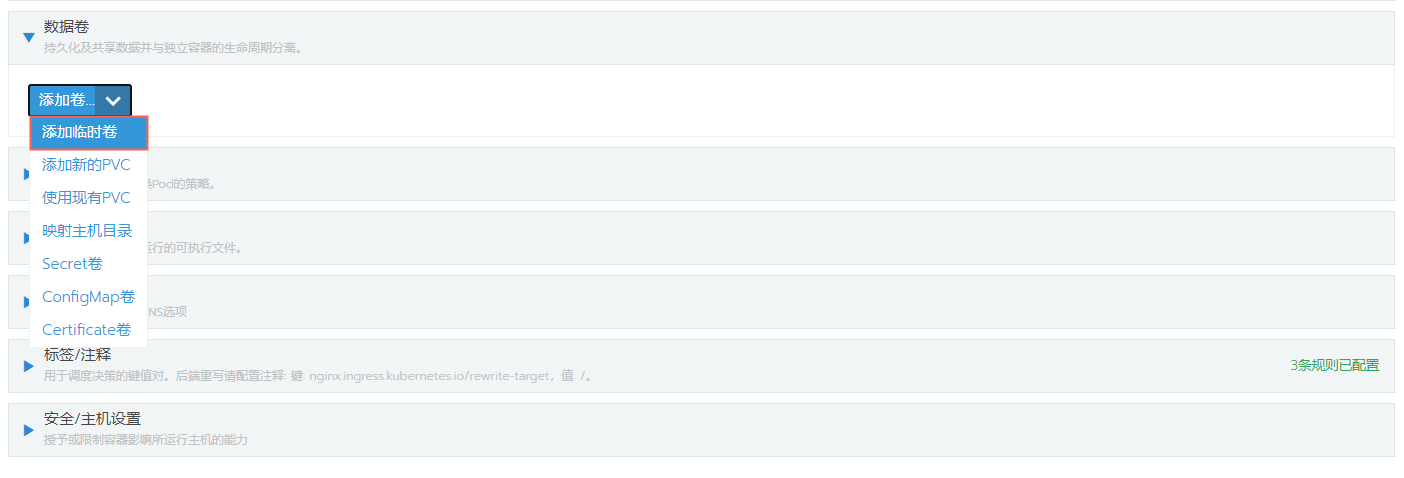 数据卷
持久化及共享数据并与独立容器的生命周期分离。
添加卷...
添加临时卷
添加新的PVC
Pod的策略。
使用现有PVC
映射主机目录
运行的可执行文件。
Secret卷
ConfigMap卷
NS选项
Certificate卷
标签/注释
3条规则已配置
用于调度决策的键值对。后端重写请配置注释: 键: nginx.ingress.kubernetes.io/rewrite-target，值: /。
安全/主机设置
授予或限制容器影响所运行主机的能力